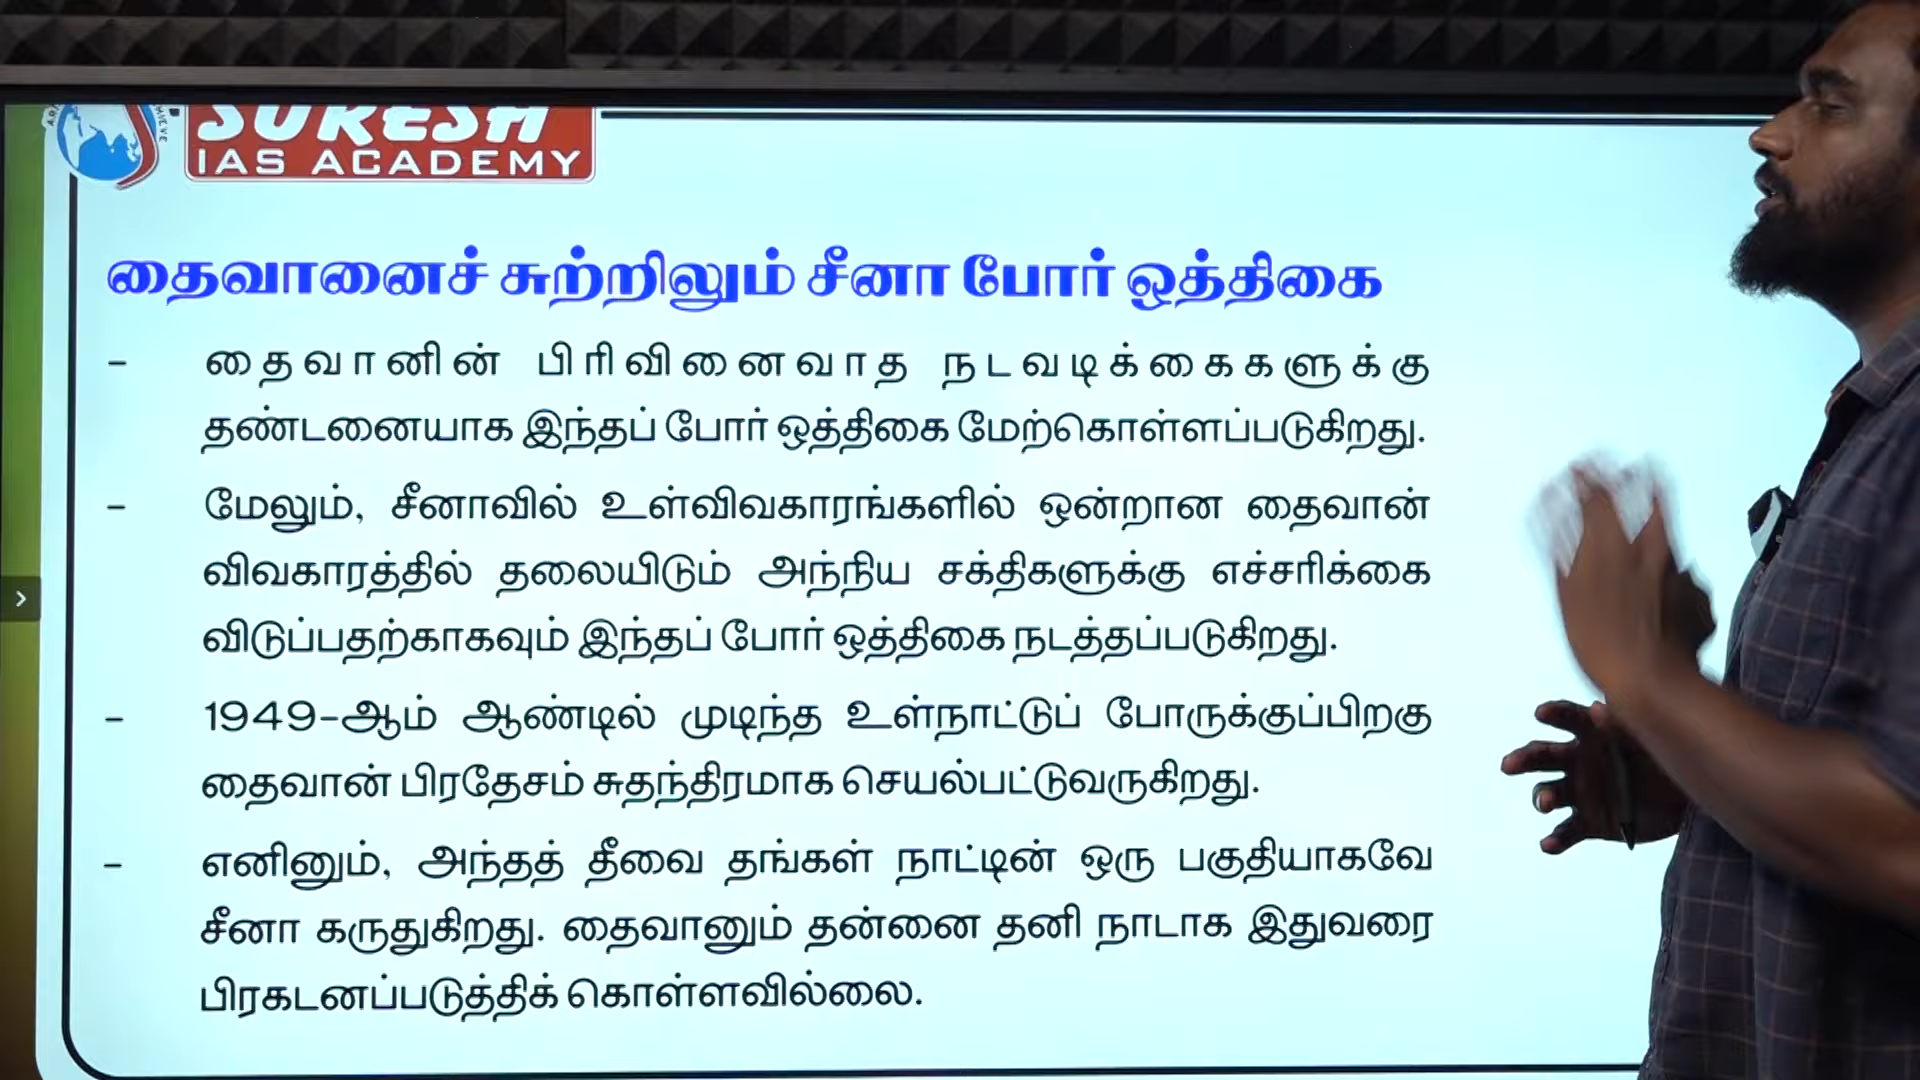 SURESH
IAS ACADEMY
தைவானைச் சுற்றிலும் சீனா போர் ஒத்திகை
- தைவானின் பிரிவினைவாத நடவடிக்கைகளுக்கு
தண்டனையாக இந்தப் போர் ஒத்திகை மேற்கொள்ளப்படுகிறது.
- மேலும், சீனாவில் உள்விவகாரங்களில் ஒன்றான தைவான்
விவகாரத்தில் தலையிடும் அந்நிய சக்திகளுக்கு எச்சரிக்கை
விடுப்பதற்காகவும் இந்தப் போர் ஒத்திகை நடத்தப்படுகிறது.
- 1949-ஆம் ஆண்டில் முடிந்த உள்நாட்டுப் போருக்குப்பிறகு
தைவான் பிரதேசம் சுதந்திரமாக செயல்பட்டுவருகிறது.
- எனினும், அந்தத் தீவை தங்கள் நாட்டின் ஒரு பகுதியாகவே
சீனா கருதுகிறது. தைவானும் தன்னை தனி நாடாக இதுவரை
பிரகடனப்படுத்திக் கொள்ளவில்லை.